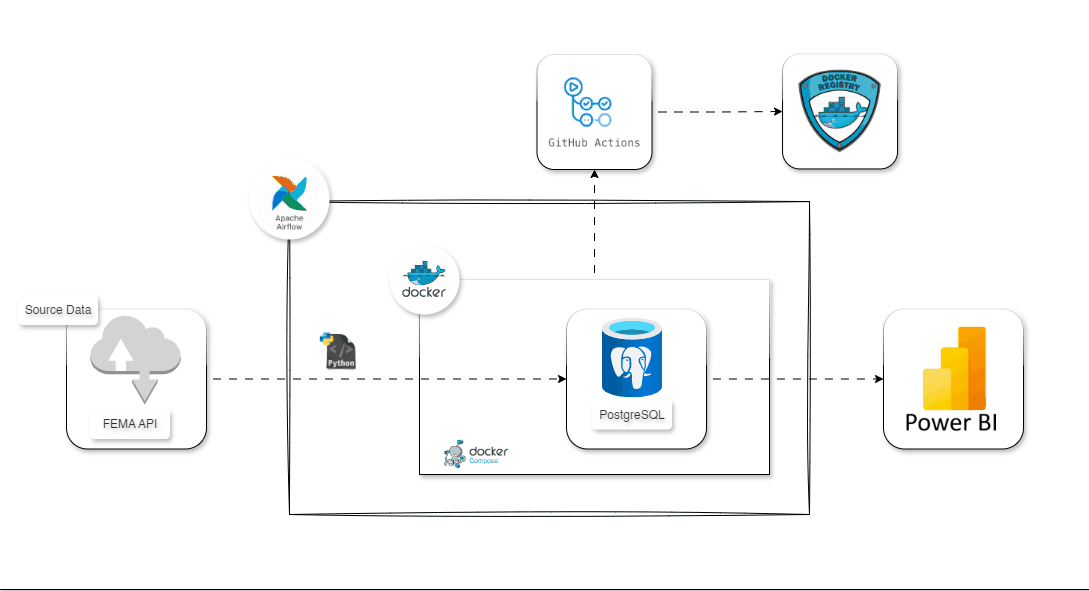 DOCKER
REGISTRY
GitHub Actions
Apache
Airflow
docker
Source Data
</>
Python
FEMA API
PostgreSQL
Power BI
docker
Compose